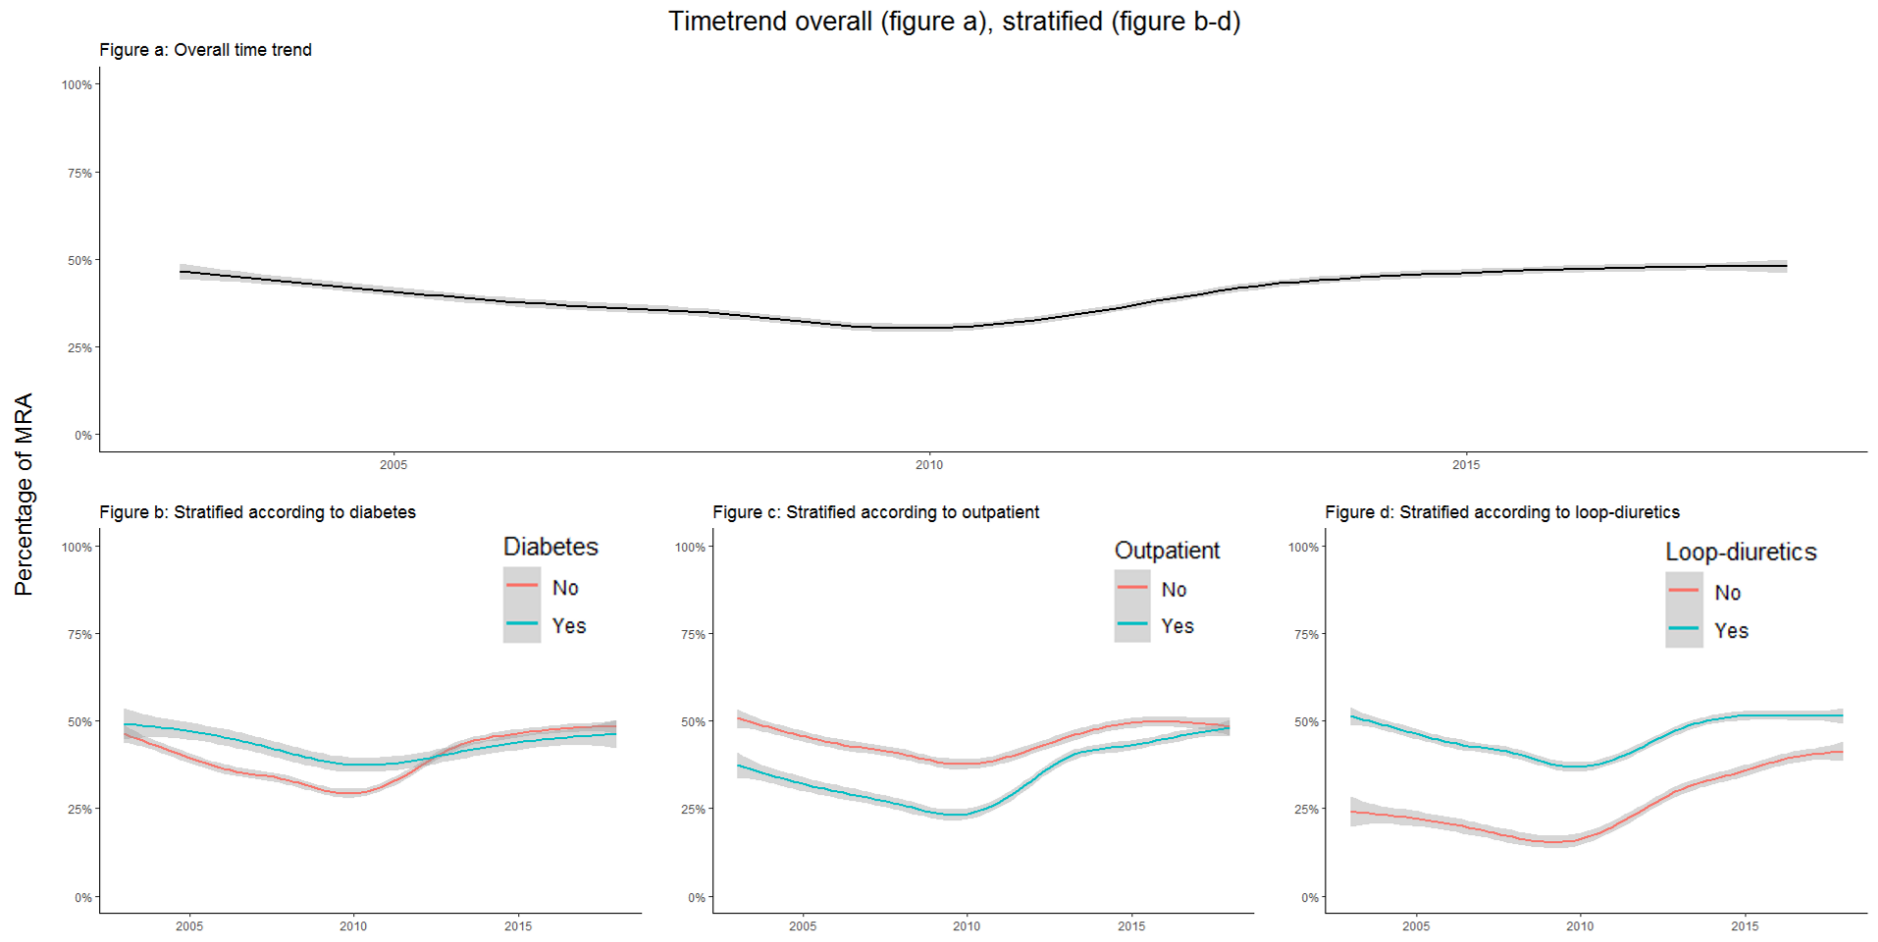 Timetrend overall (figure a), stratified (figure b-d)
Figure a: Overall time trend
100%
75%
50%
25%
0%
2005
2010
2015
Percentage of MRA
Figure b: Stratified according to diabetes
100%
75%
50%
25%
0%
2005
2010
2015
Diabetes
No
Yes
Figure c: Stratified according to outpatient
100%
75%
50%
25%
0%
2005
2010
2015
Outpatient
No
Yes
Figure d: Stratified according to loop-diuretics
100%
75%
50%
25%
0%
2005
2010
2015
Loop-diuretics
No
Yes